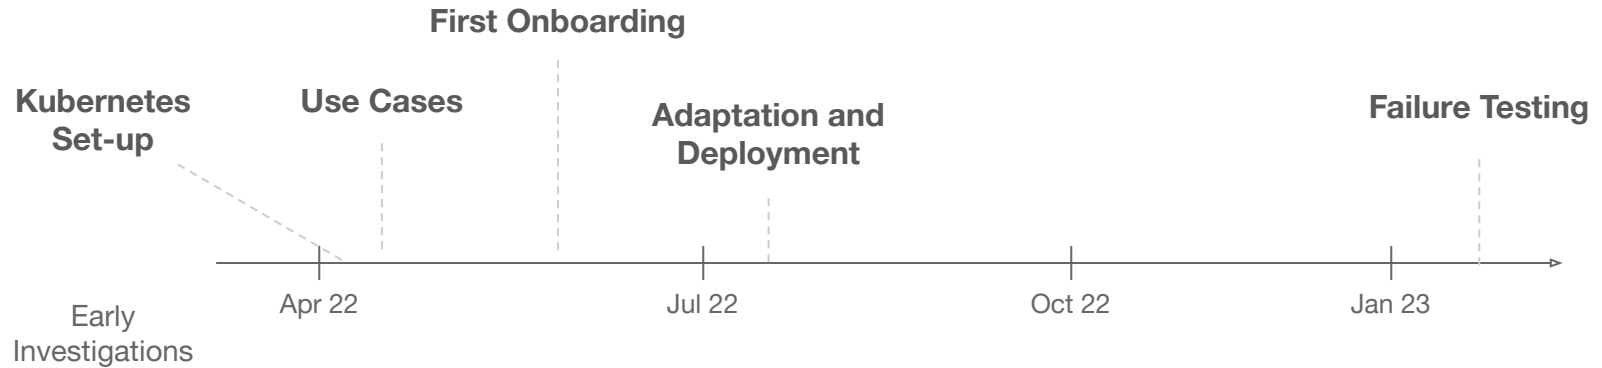 First Onboarding
Kubernetes
Set-up
Use Cases
Adaptation and
Deployment
Failure Testing
Apr 22
Jul 22
Oct 22
Jan 23
Early
Investigations